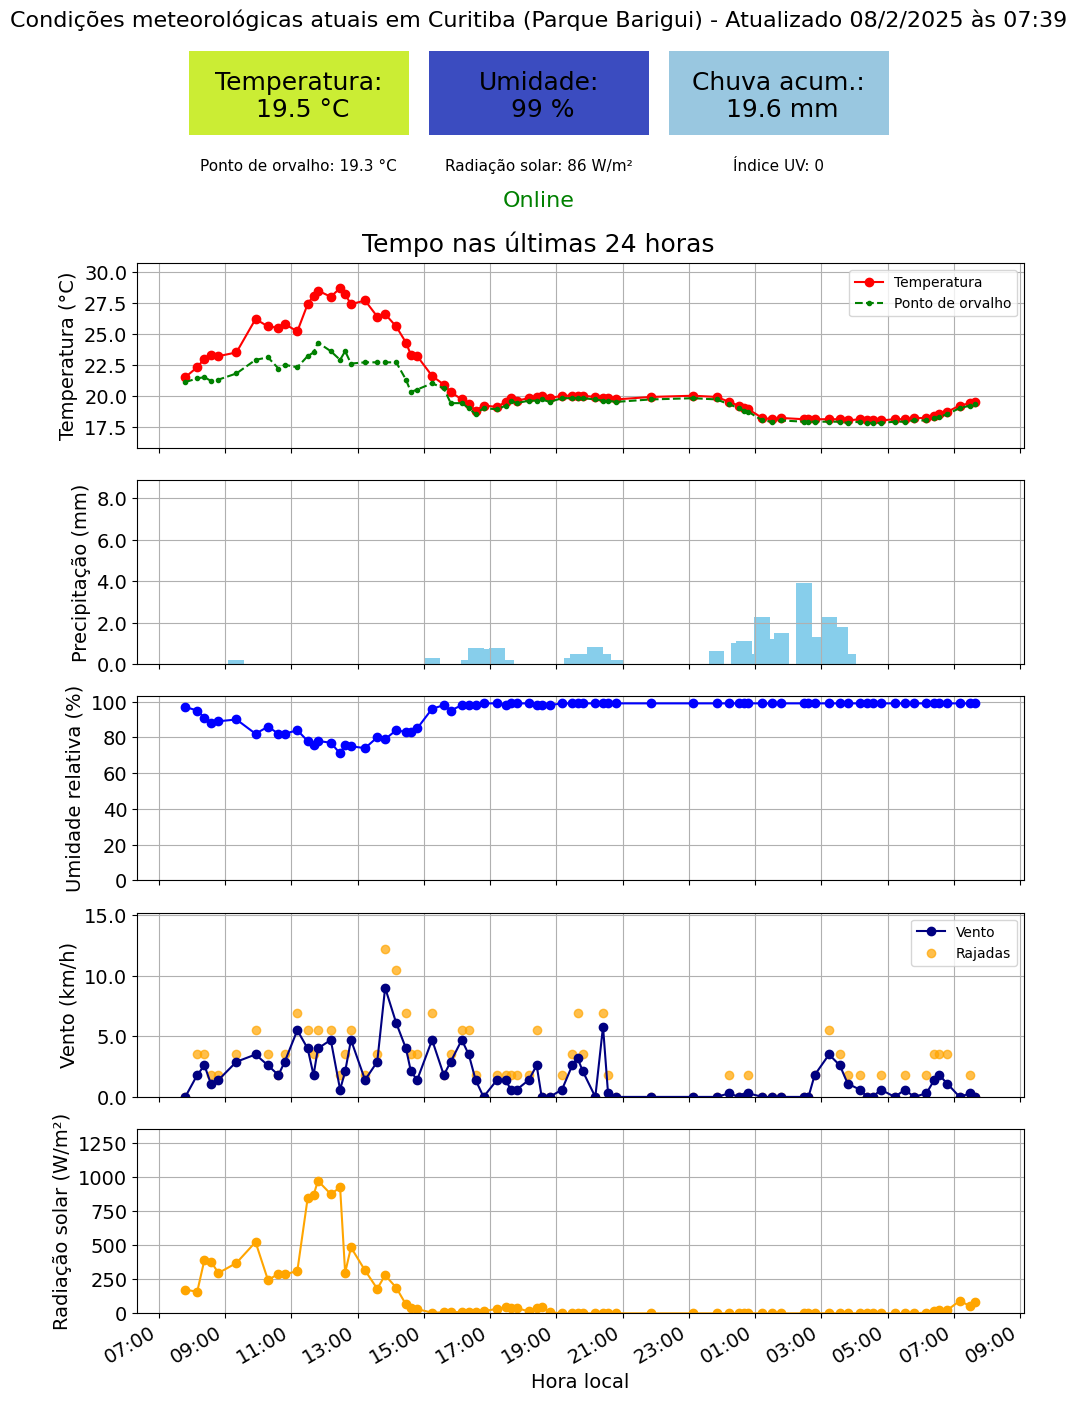 Condições meteorológicas atuais em Curitiba (Parque Barigui) - Atualizado 08/2/2025 às 07:39
Temperatura:
19.5 °C
Umidade:
99 %
Chuva acum.:
19.6 mm
Ponto de orvalho: 19.3 °C
Radiação solar: 86 W/m²
Índice UV: 0
Online
Tempo nas últimas 24 horas
Temperatura (°C)
30.0
27.5
25.0
22.5
20.0
17.5
Temperatura
Ponto de orvalho
Precipitação (mm)
8.0
6.0
4.0
2.0
0.0
Umidade relativa (%)
100
80
60
40
20
0
Vento (km/h)
15.0
10.0
5.0
0.0
Vento
Rajadas
Radiação solar (W/m²)
1250
1000
750
500
250
0
07:00
09:00
11:00
13:00
15:00
17:00
19:00
21:00
23:00
01:00
03:00
05:00
07:00
09:00
Hora local